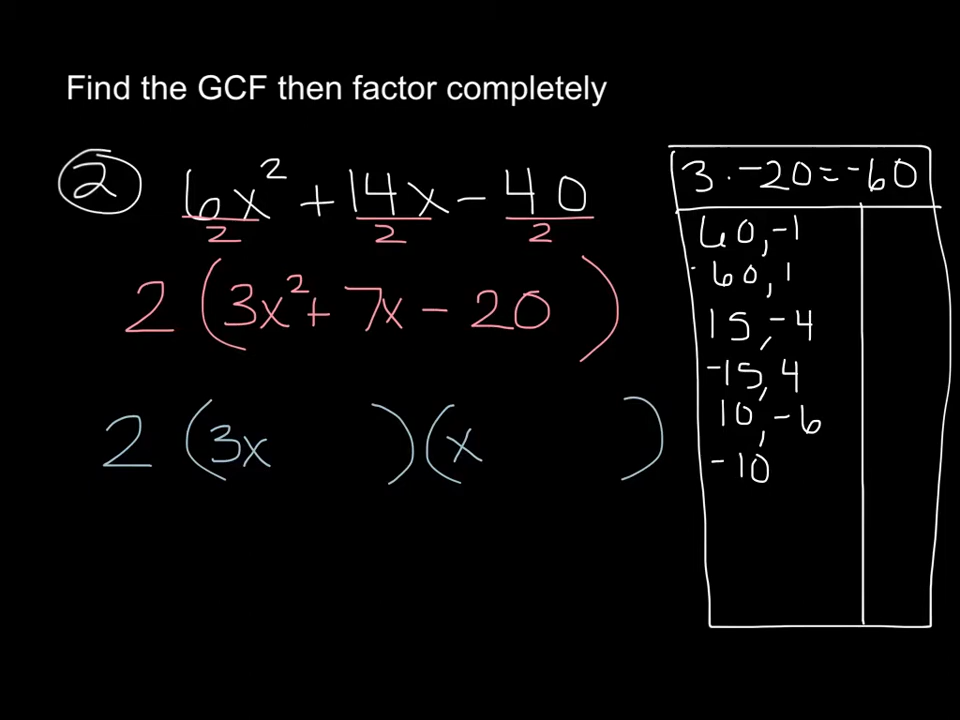 Find the GCF then factor completely
3 · -20 = -60
2 6x² + 14x - 40
2 2 2
2 (3x² + 7x - 20)
2 (3x )(x )
60, -1
-60, 1
15, -4
-15, 4
10, -6
-10